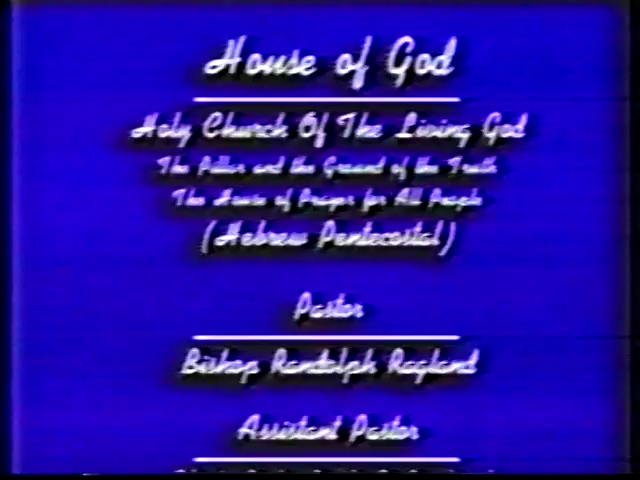 House of God
Holy Church Of The Living God
The Pillar and the Ground of the Truth
The House of Prayer for All People
(Hebrew Pentecostal)
Pastor
Bishop Randolph Ragland
Assistant Pastor